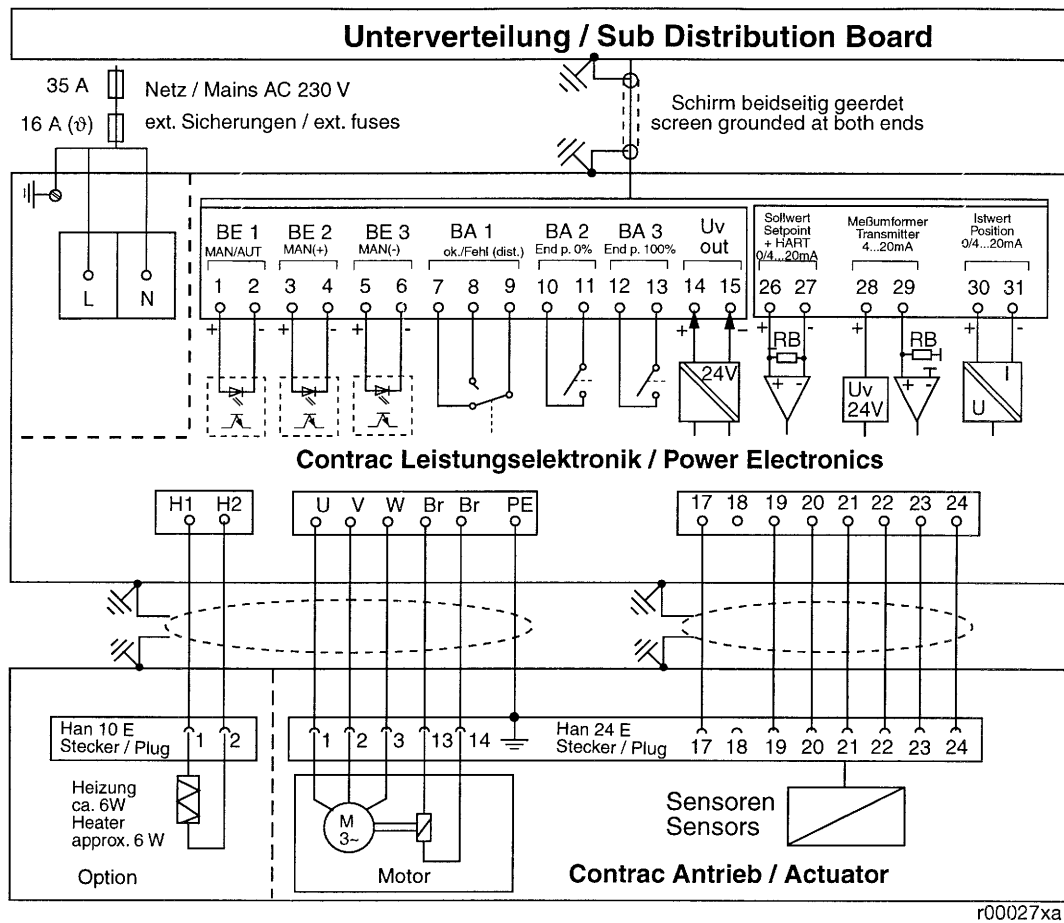 Unterverteilung / Sub Distribution Board
35 A
Netz / Mains AC 230 V
16 A (ϑ)
ext. Sicherungen / ext. fuses
Schirm beidseitig geerdet
screen grounded at both ends
L
N
BE 1
MAN/AUT
BE 2
MAN(+)
BE 3
MAN(-)
BA 1
ok./Fehl (dist.)
BA 2
End p. 0%
BA 3
End p. 100%
Uv
out
Sollwert
Setpoint
+ HART
0/4...20mA
Meßumformer
Transmitter
4...20mA
Istwert
Position
0/4...20mA
1 2 3 4 5 6 7 8 9 10 11 12 13 14 15 26 27 28 29 30 31
+ - + - + - + - + - + + -
RB
RB
24V
+ -
Uv
24V
+ -
I
U
Contrac Leistungselektronik / Power Electronics
H1 H2
U V W Br Br PE
17 18 19 20 21 22 23 24
Han 10 E
Stecker / Plug
1 2
1 2 3 13 14
Han 24 E
Stecker / Plug
17 18 19 20 21 22 23 24
Heizung
ca. 6W
Heater
approx. 6 W
Option
M
3~
Motor
Sensoren
Sensors
Contrac Antrieb / Actuator
r00027xa